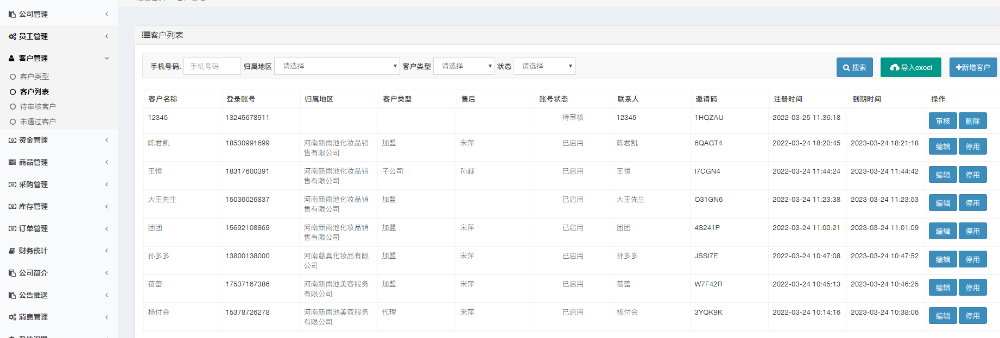 公司管理
员工管理
客户管理
客户类型
客户列表
待审核客户
未通过客户
资金管理
商品管理
采购管理
库存管理
订单管理
财务统计
公司简介
公告推送
消息管理
客户列表
手机号码: 手机号码 归属地区 请选择 客户类型 请选择 状态 请选择 搜索 导入excel 新增客户
客户名称 登录账号 归属地区 客户类型 售后 账号状态 联系人 邀请码 注册时间 到期时间 操作
12345 13245678911 待审核 12345 1HQZAU 2022-03-25 11:36:18 审核 删除
陈君凯 18530991699 河南新雨池化妆品销 加盟 宋萍 已启用 陈君凯 6QAGT4 2022-03-24 18:20:45 2023-03-24 18:21:18 编辑 停用
售有限公司
王恒 18317600391 河南新雨池化妆品销 子公司 孙越 已启用 王恒 I7CGN4 2022-03-24 11:44:24 2023-03-24 11:44:42 编辑 停用
售有限公司
大王先生 15036026837 河南新雨池化妆品销 加盟 已启用 大王先生 Q31GN6 2022-03-24 11:23:38 2023-03-24 11:23:53 编辑 停用
售有限公司
团团 15692108869 河南新雨池化妆品销 加盟 宋萍 已启用 团团 4S241P 2022-03-24 11:00:21 2023-03-24 11:01:09 编辑 停用
售有限公司
孙多多 13800138000 河南慈真化妆品有限 加盟 宋萍 已启用 孙多多 JSSI7E 2022-03-24 10:47:08 2023-03-24 10:47:52 编辑 停用
公司
蓓蕾 17537167386 河南新雨池美容服务 加盟 宋萍 已启用 蓓蕾 W7F42R 2022-03-24 10:45:13 2023-03-24 10:46:25 编辑 停用
有限公司
杨付会 15378726278 河南新雨池美容服务 代理 宋萍 已启用 杨付会 3YQK9K 2022-03-24 10:14:16 2023-03-24 10:38:06 编辑 停用
有限公司